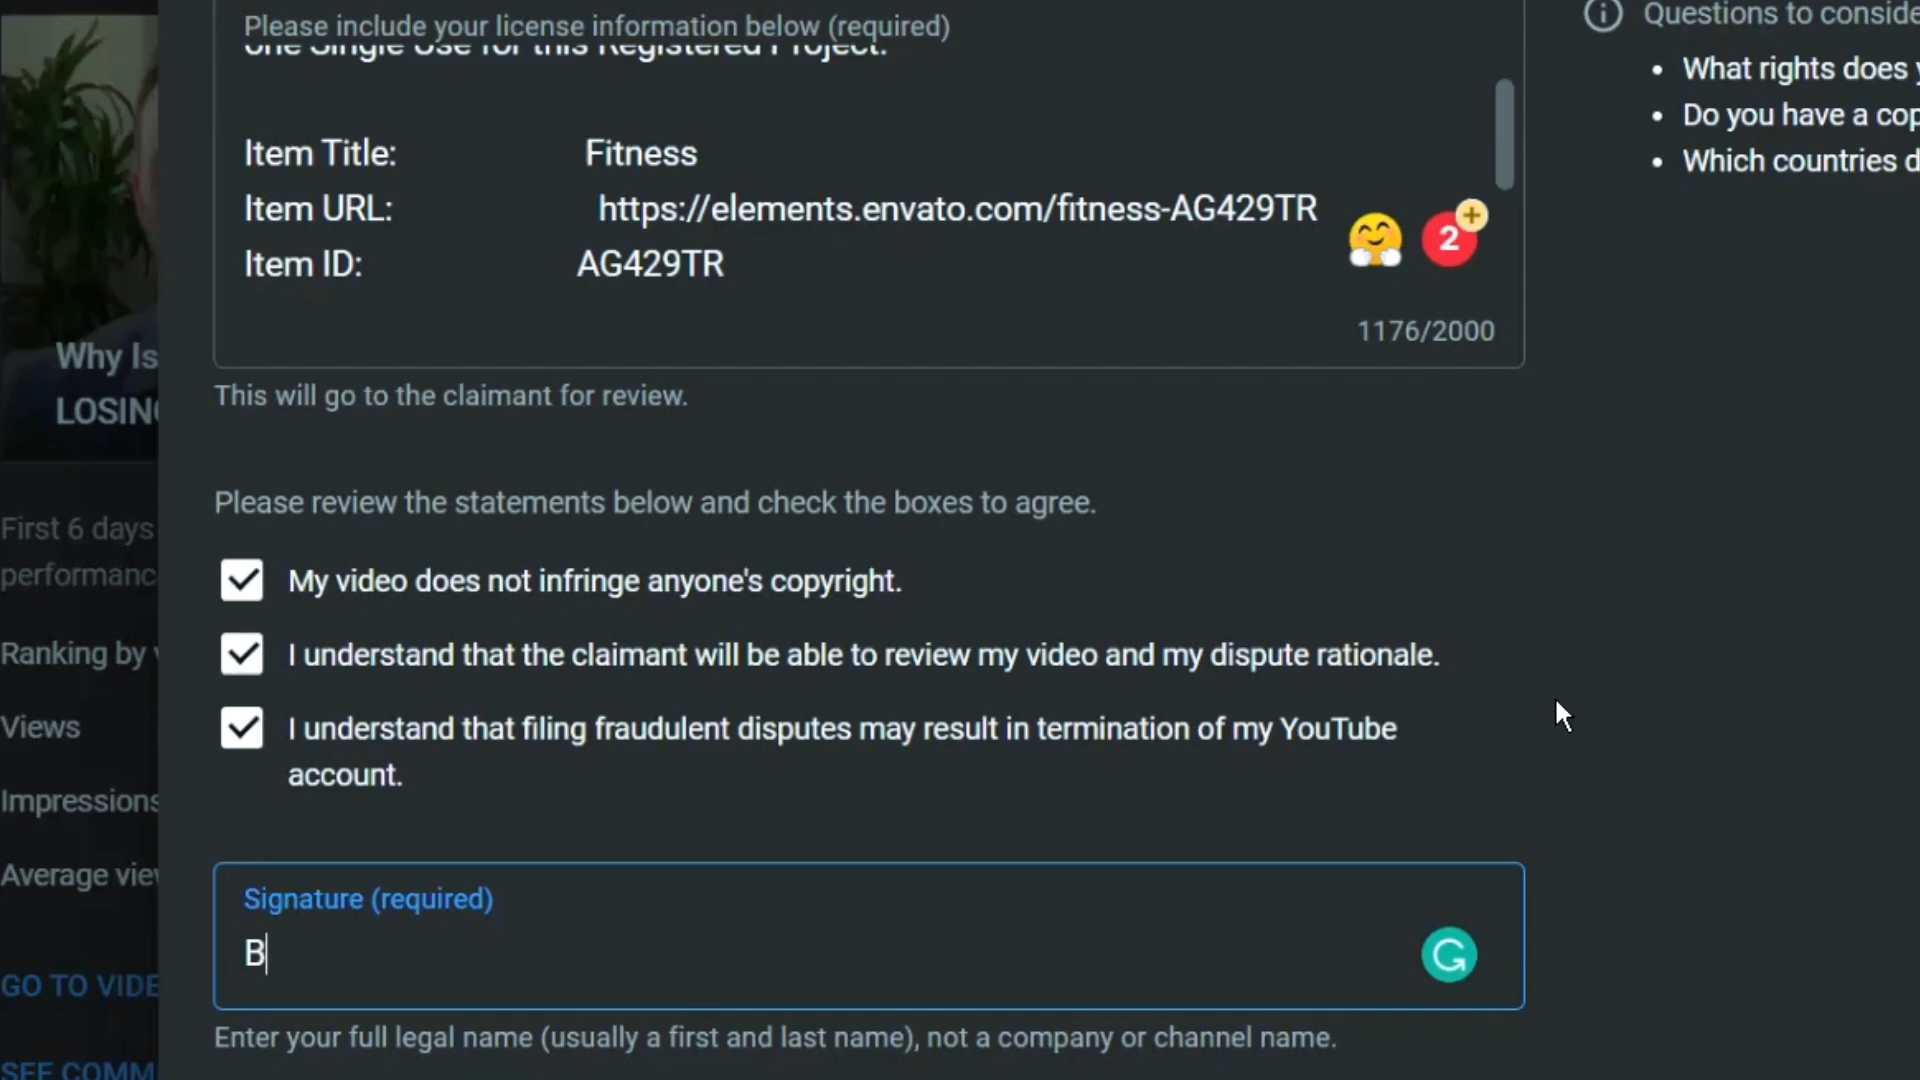 Please include your license information below (required)
one Single Use for this Registered Project.
Item Title: Fitness
Item URL: https://elements.envato.com/fitness-AG429TR
Item ID: AG429TR
2
1176/2000
This will go to the claimant for review.
Please review the statements below and check the boxes to agree.
My video does not infringe anyone's copyright.
I understand that the claimant will be able to review my video and my dispute rationale.
I understand that filing fraudulent disputes may result in termination of my YouTube
account.
Signature (required)
B
Enter your full legal name (usually a first and last name), not a company or channel name.
Questions to conside
What rights does
Do you have a cop
Which countries d
Why Is
LOSING
First 6 days
performanc
Ranking by
Views
Impressions
Average vie
GO TO VIDE
SEE COMM